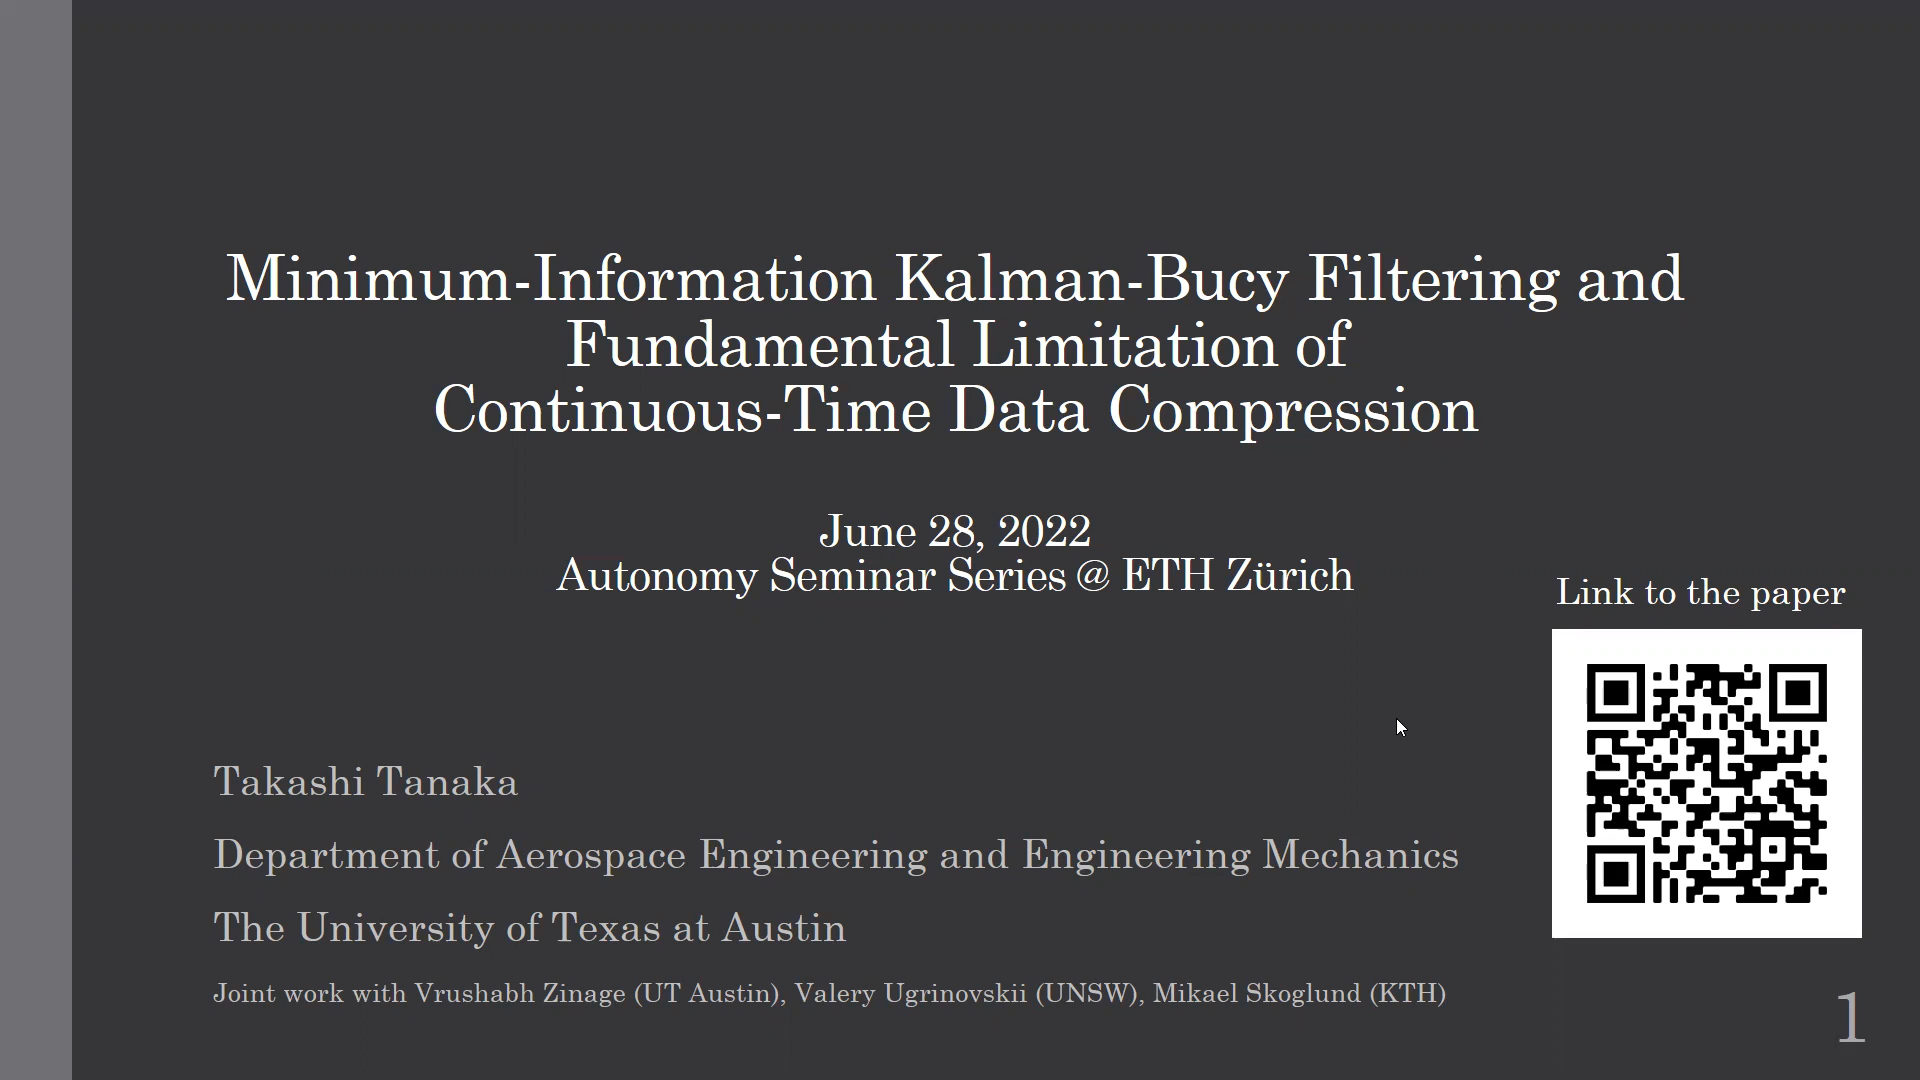 Minimum-Information Kalman-Bucy Filtering and
Fundamental Limitation of
Continuous-Time Data Compression
June 28, 2022
Autonomy Seminar Series @ ETH Zürich
Link to the paper
Takashi Tanaka
Department of Aerospace Engineering and Engineering Mechanics
The University of Texas at Austin
Joint work with Vrushabh Zinage (UT Austin), Valery Ugrinovskii (UNSW), Mikael Skoglund (KTH)
1